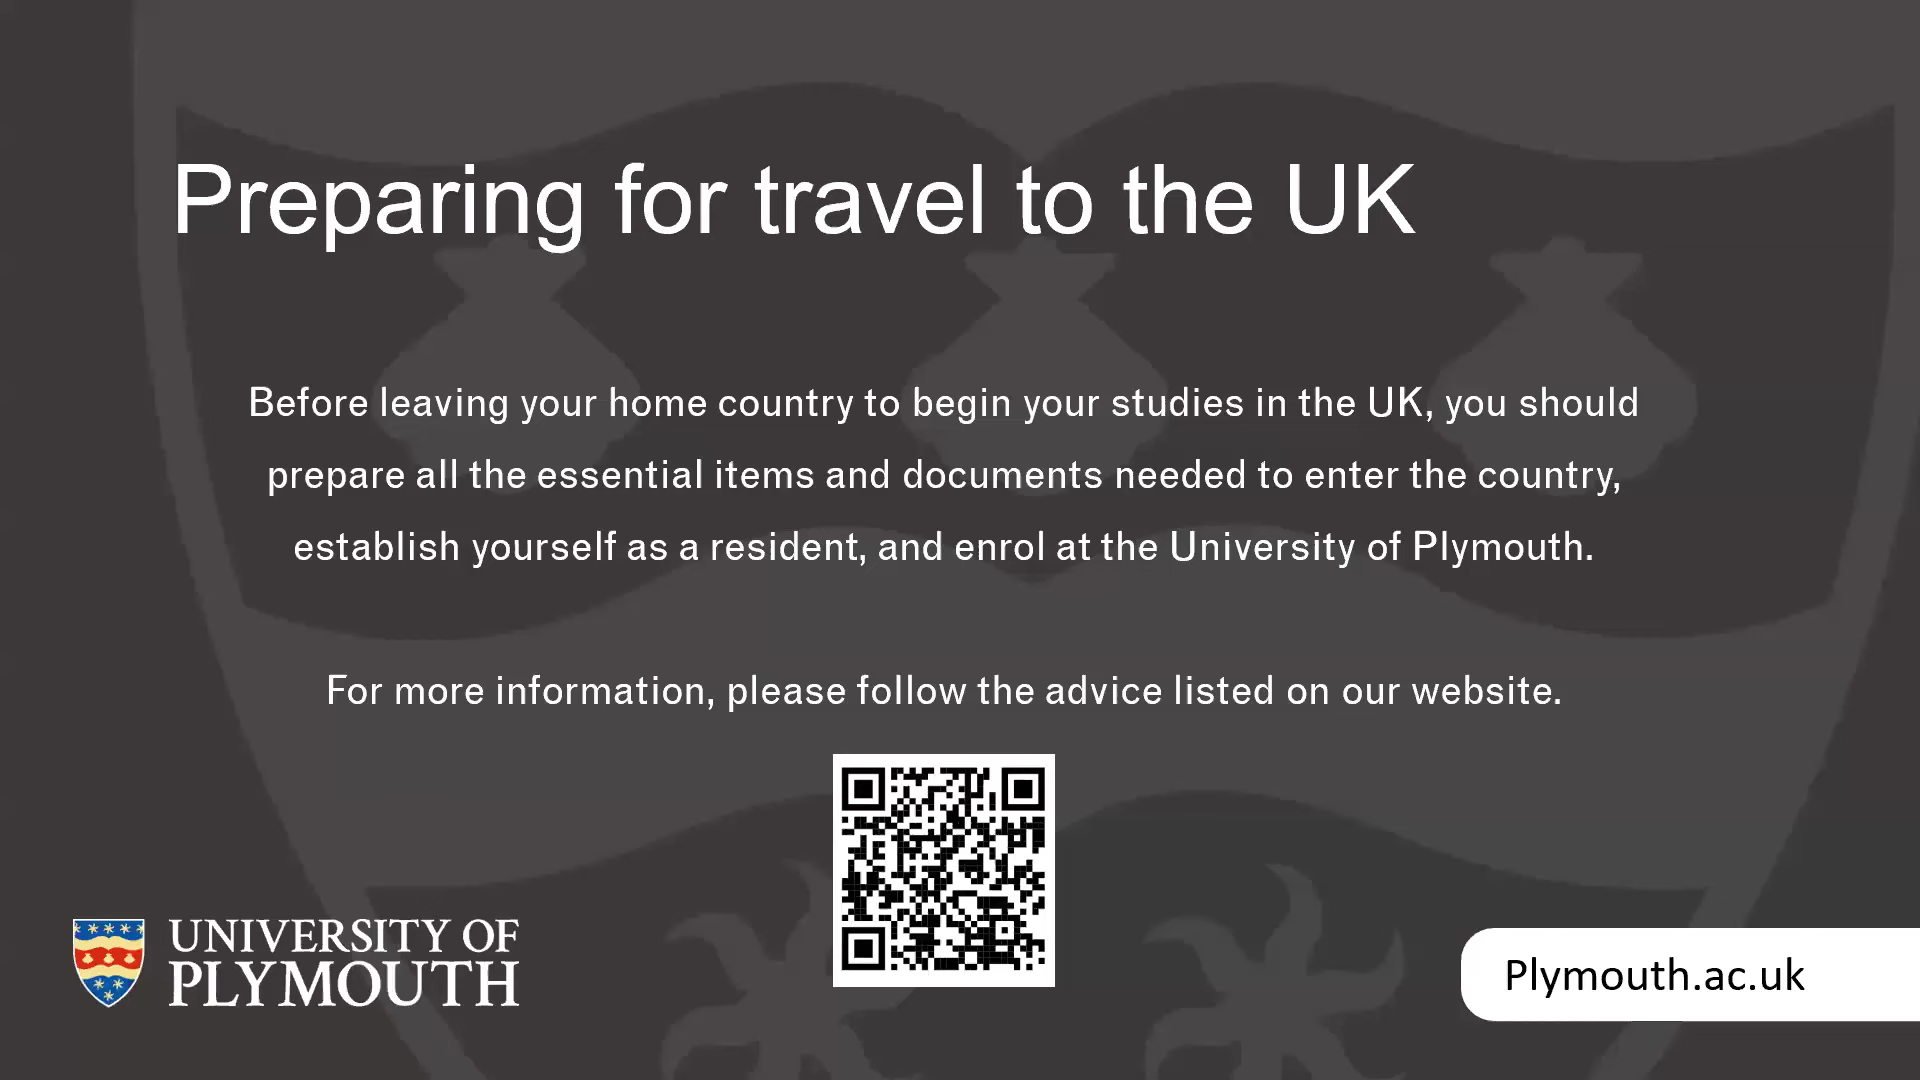 Preparing for travel to the UK
Before leaving your home country to begin your studies in the UK, you should
prepare all the essential items and documents needed to enter the country,
establish yourself as a resident, and enrol at the University of Plymouth.
For more information, please follow the advice listed on our website.
UNIVERSITY OF
PLYMOUTH
Plymouth.ac.uk